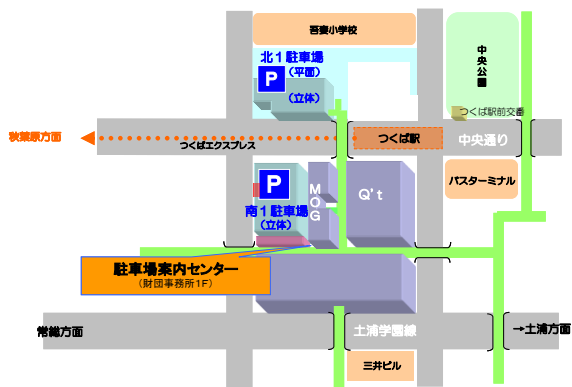 吾妻小学校
北1駐車場
(平面)
P
(立体)
中央公園
つくば駅前交番
秋葉原方面
つくばエクスプレス
つくば駅
中央通り
バスターミナル
P
南1駐車場
(立体)
MOG
Q't
駐車場案内センター
(財団事務所1F)
常総方面
土浦学園線
→土浦方面
三井ビル